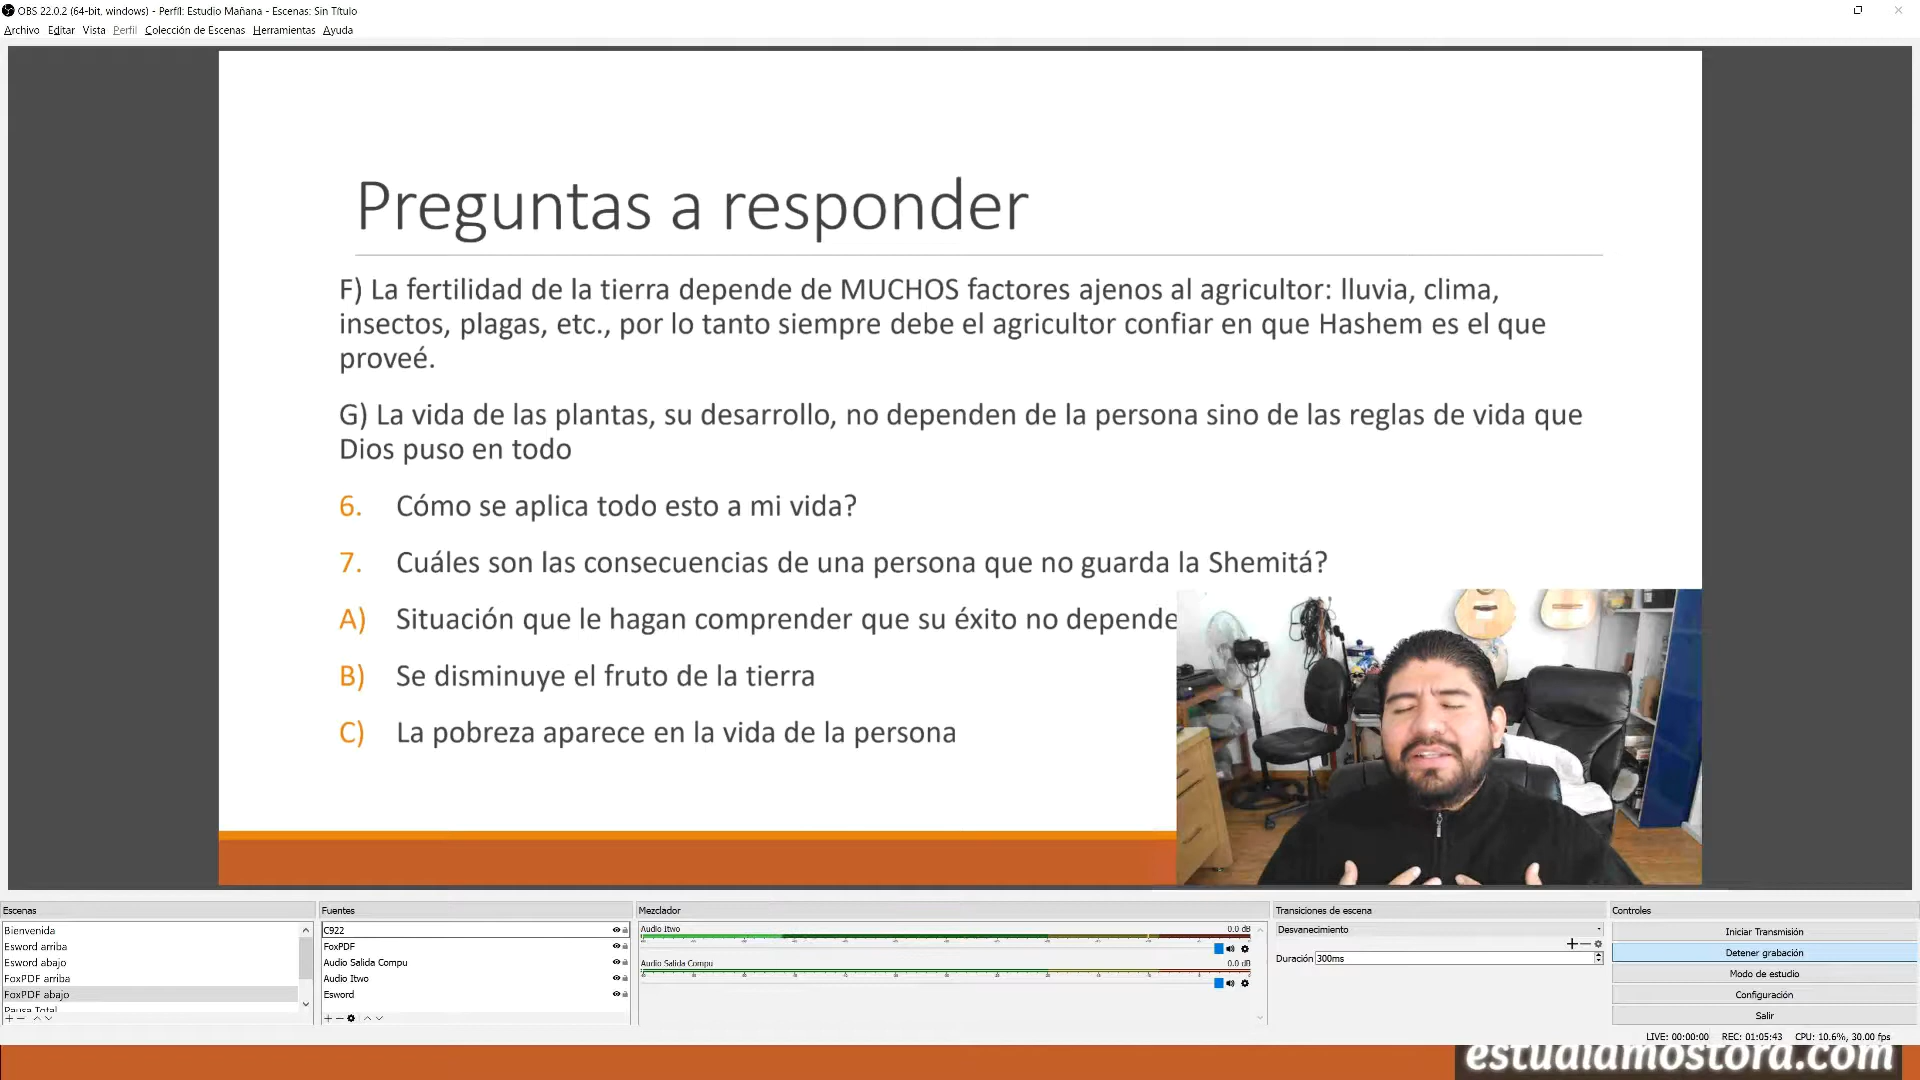 OBS 22.0.2 (64-bit, windows) - Perfil: Estudio Mañana - Escenas: Sin Título
Archivo Editar Vista Perfil Colección de Escenas Herramientas Ayuda
Preguntas a responder
F) La fertilidad de la tierra depende de MUCHOS factores ajenos al agricultor: lluvia, clima,
insectos, plagas, etc., por lo tanto siempre debe el agricultor confiar en que Hashem es el que
proveé.
G) La vida de las plantas, su desarrollo, no dependen de la persona sino de las reglas de vida que
Dios puso en todo
6. Cómo se aplica todo esto a mi vida?
7. Cuáles son las consecuencias de una persona que no guarda la Shemitá?
A) Situación que le hagan comprender que su éxito no depende
B) Se disminuye el fruto de la tierra
C) La pobreza aparece en la vida de la persona
Escenas
Bienvenida
Esword arriba
Esword abajo
FoxPDF arriba
FoxPDF abajo
Pausa Total
Fuentes
C922
FoxPDF
Audio Salida Compu
Audio Itwo
Esword
Mezclador
Audio Itwo 0.0 dB
Audio Salida Compu 0.0 dB
Transiciones de escena
Desvanecimiento
Duración 300ms
Controles
Iniciar Transmisión
Detener grabación
Modo de estudio
Configuración
Salir
LIVE: 00:00:00 REC: 01:05:43 CPU: 10.6%, 30.00 fps
estudiamostora.com